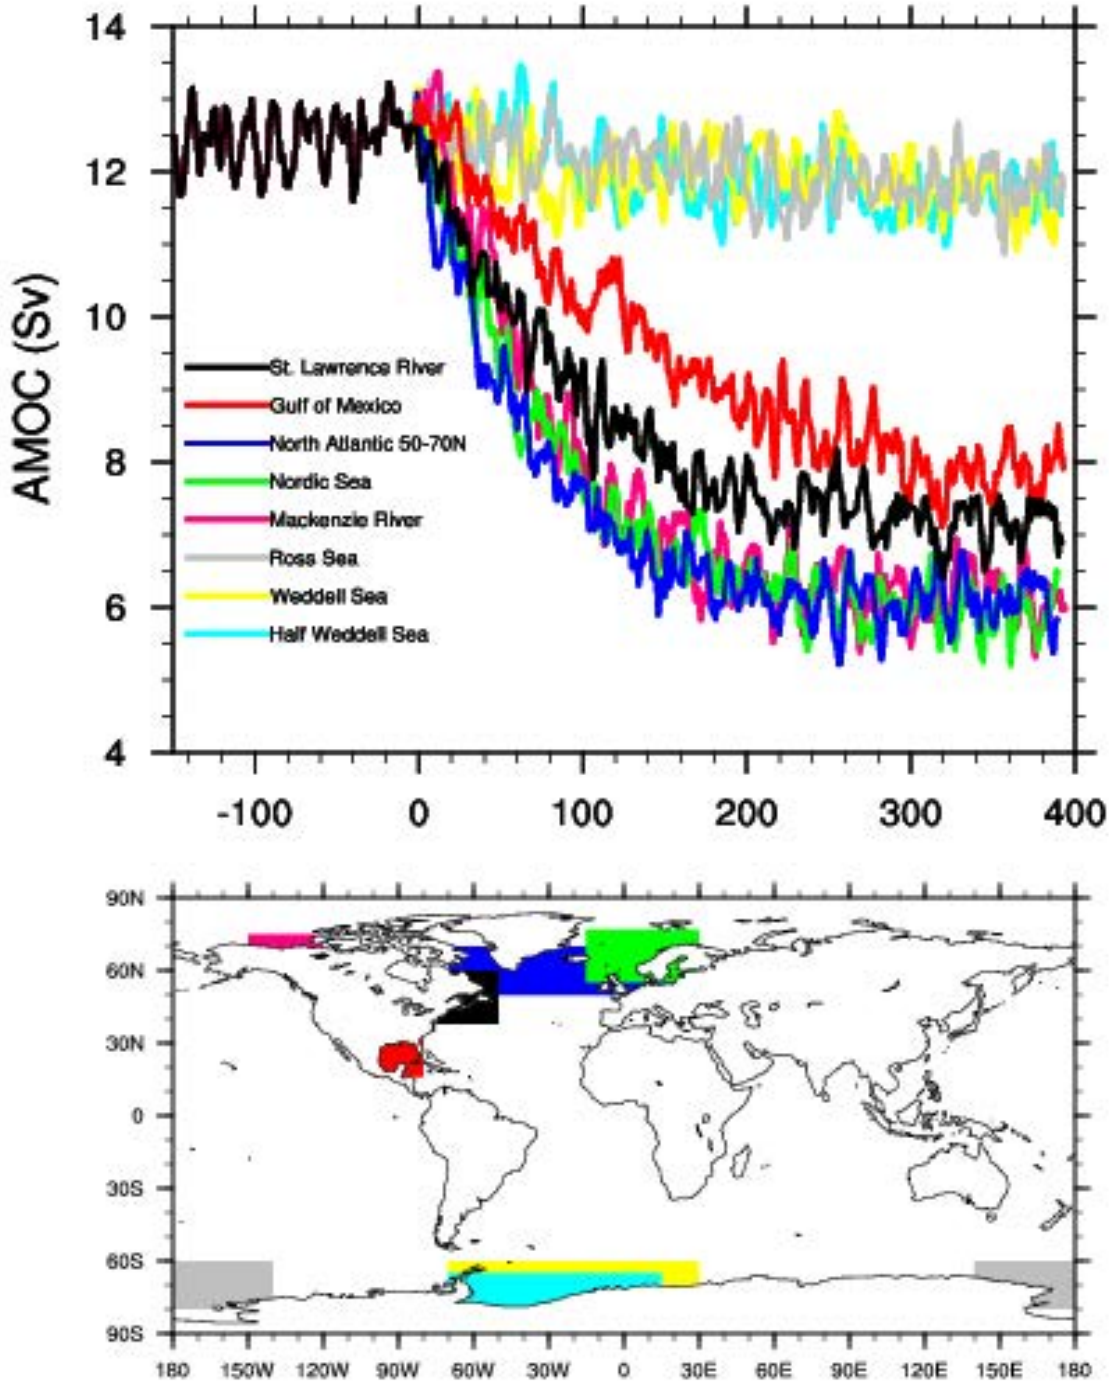 14
12
10
8
6
4
AMOC (Sv)
St. Lawrence River
Gulf of Mexico
North Atlantic 50-70N
Nordic Sea
Mackenzie River
Ross Sea
Weddell Sea
Half Weddell Sea
-100 0 100 200 300 400
90N
60N
30N
0
30S
60S
90S
180 150W 120W 90W 60W 30W 0 30E 60E 90E 120E 150E 180